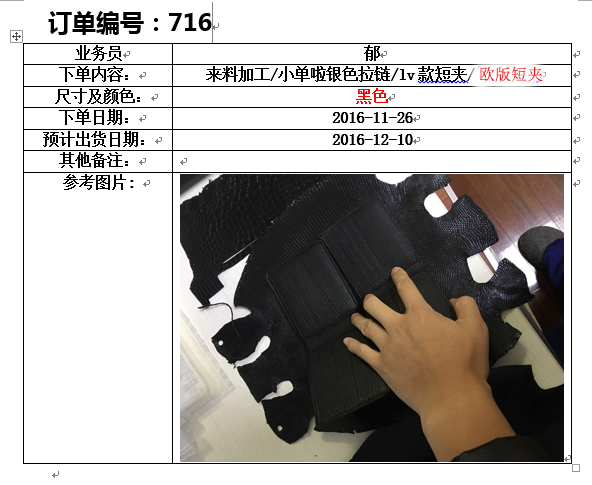 订单编号：716
业务员 郁
下单内容： 来料加工/小单啦银色拉链/lv款短夹/ 欧版短夹
尺寸及颜色： 黑色
下单日期： 2016-11-26
预计出货日期： 2016-12-10
其他备注：
参考图片：